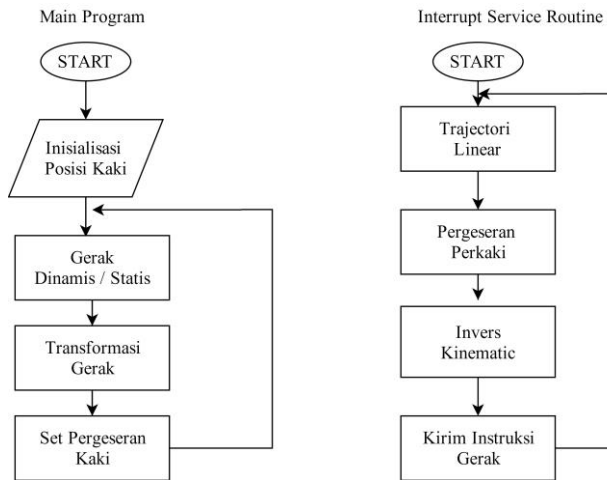 Main Program
START
Inisialisasi
Posisi Kaki
Gerak
Dinamis / Statis
Transformasi
Gerak
Set Pergeseran
Kaki
Interrupt Service Routine
START
Trajectori
Linear
Pergeseran
Perkaki
Invers
Kinematic
Kirim Instruksi
Gerak